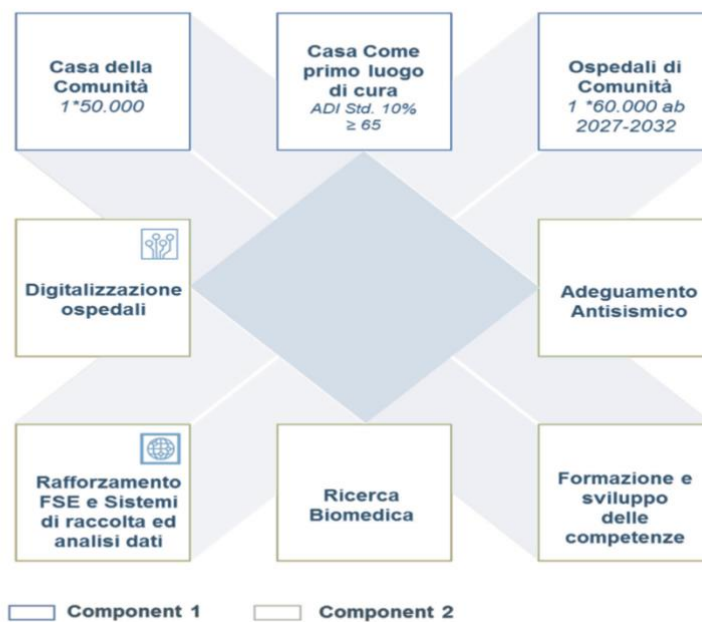 Casa della
Comunità
1*50.000
Casa Come
primo luogo
di cura
ADI Std. 10%
≥ 65
Ospedali di
Comunità
1 *60.000 ab
2027-2032
Digitalizzazione
ospedali
Adeguamento
Antisismico
Rafforzamento
FSE e Sistemi
di raccolta ed
analisi dati
Ricerca
Biomedica
Formazione e
sviluppo
delle
competenze
Component 1
Component 2